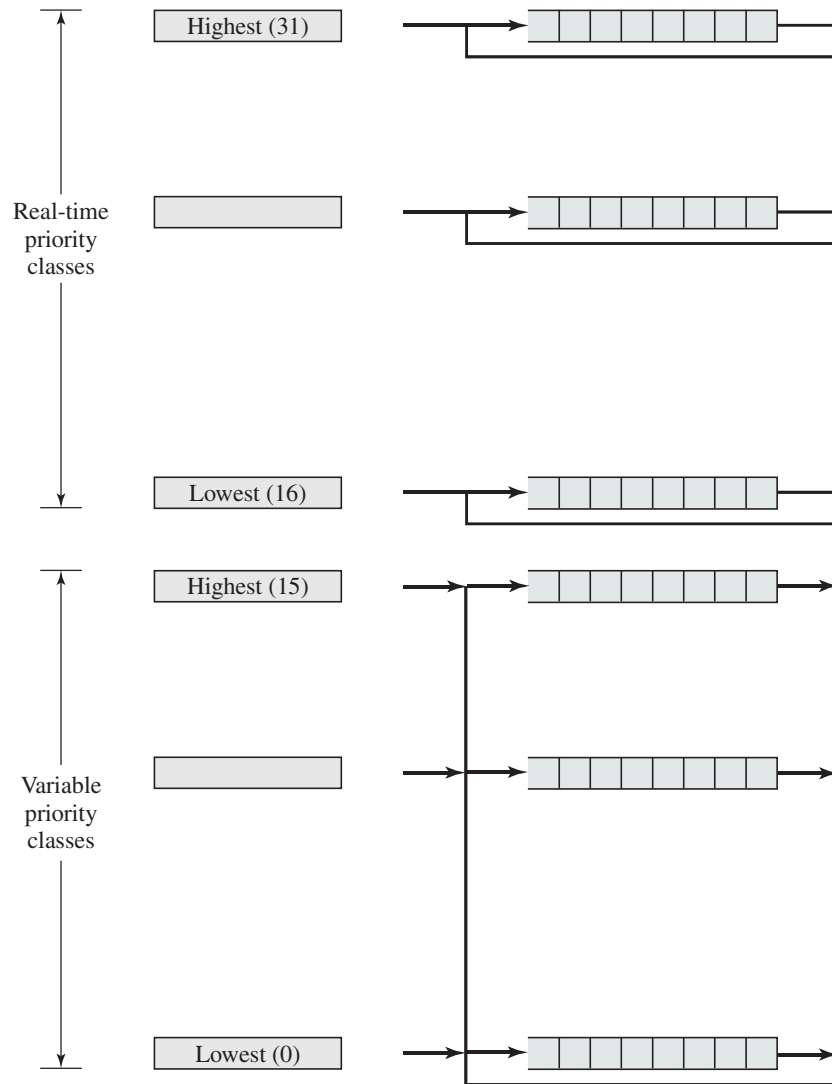 Highest (31)
Real-time
priority
classes
Lowest (16)
Highest (15)
Variable
priority
classes
Lowest (0)